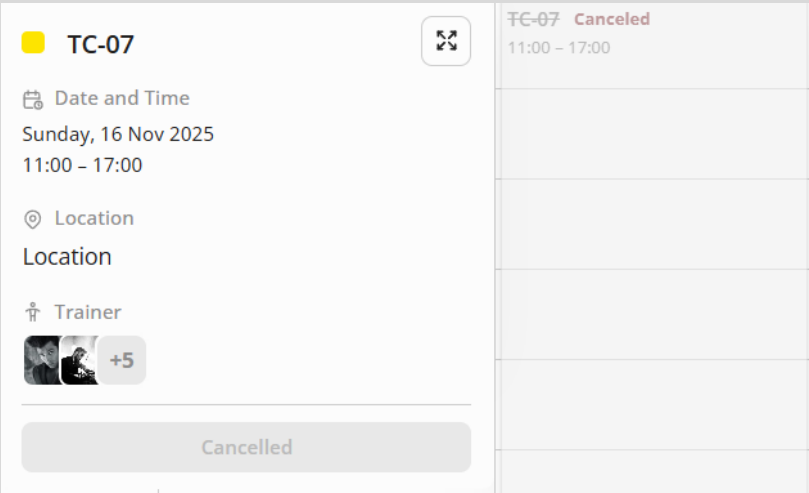 TC-07
Date and Time
Sunday, 16 Nov 2025
11:00 – 17:00
Location
Location
Trainer
+5
Cancelled
TC-07 Canceled
11:00 – 17:00